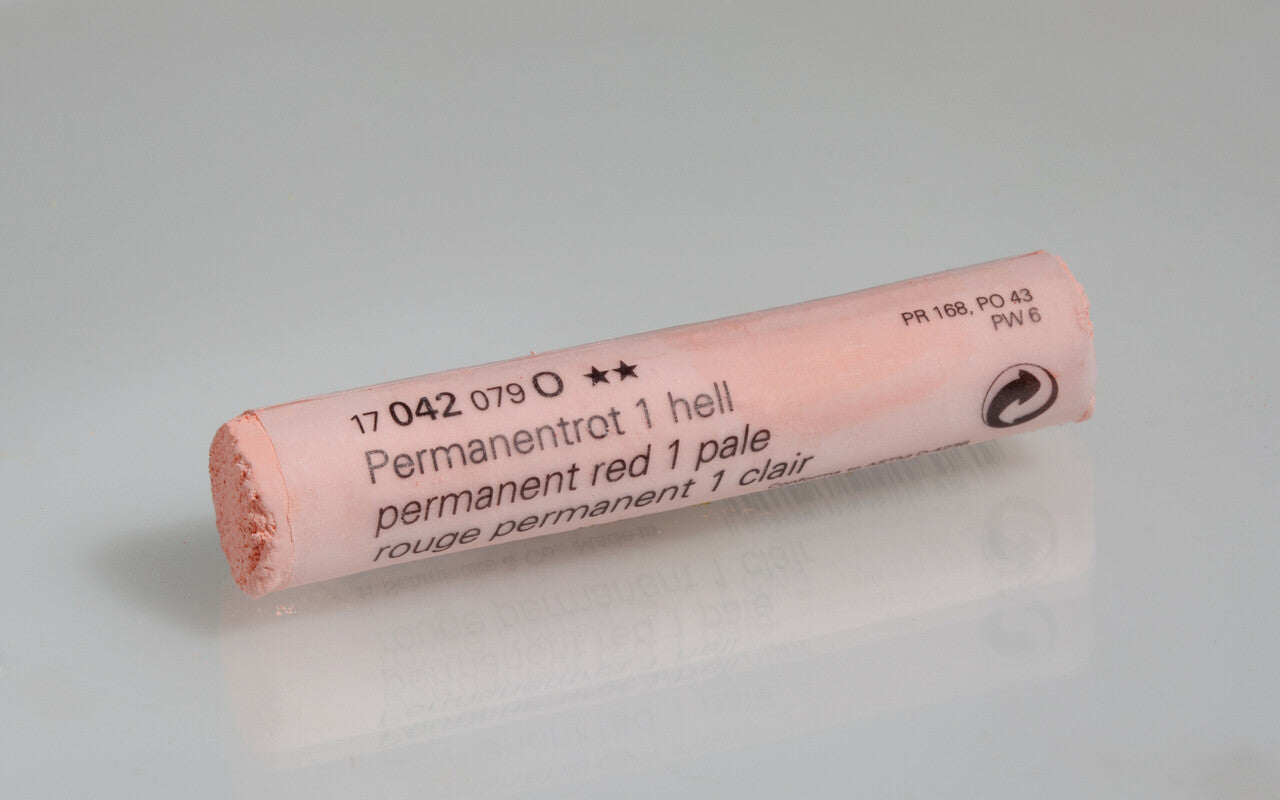 17 042 079 O ★★
Permanentrot 1 hell
permanent red 1 pale
rouge permanent 1 clair
PR 168, PO 43
PW 6